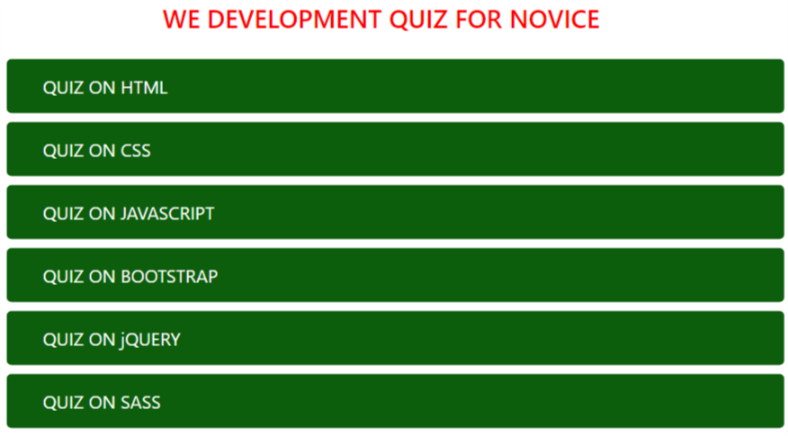 WE DEVELOPMENT QUIZ FOR NOVICE
QUIZ ON HTML
QUIZ ON CSS
QUIZ ON JAVASCRIPT
QUIZ ON BOOTSTRAP
QUIZ ON jQUERY
QUIZ ON SASS